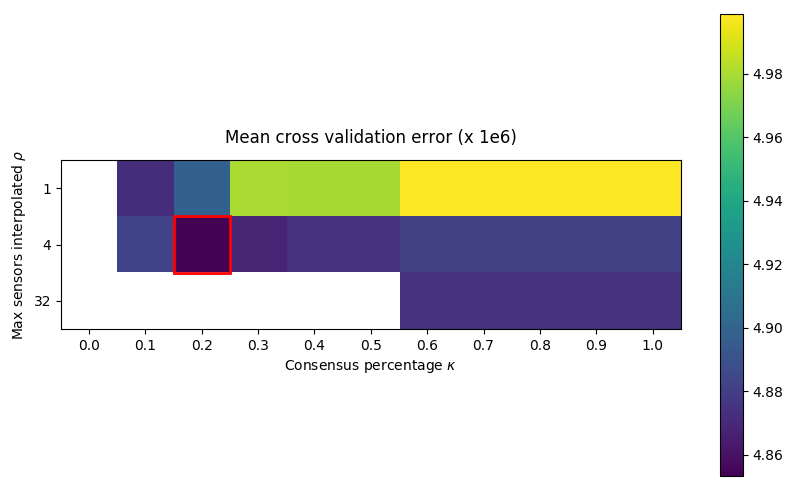 Mean cross validation error (x 1e6)
Max sensors interpolated ρ
1
4
32
0.0 0.1 0.2 0.3 0.4 0.5 0.6 0.7 0.8 0.9 1.0
Consensus percentage κ
4.98
4.96
4.94
4.92
4.90
4.88
4.86